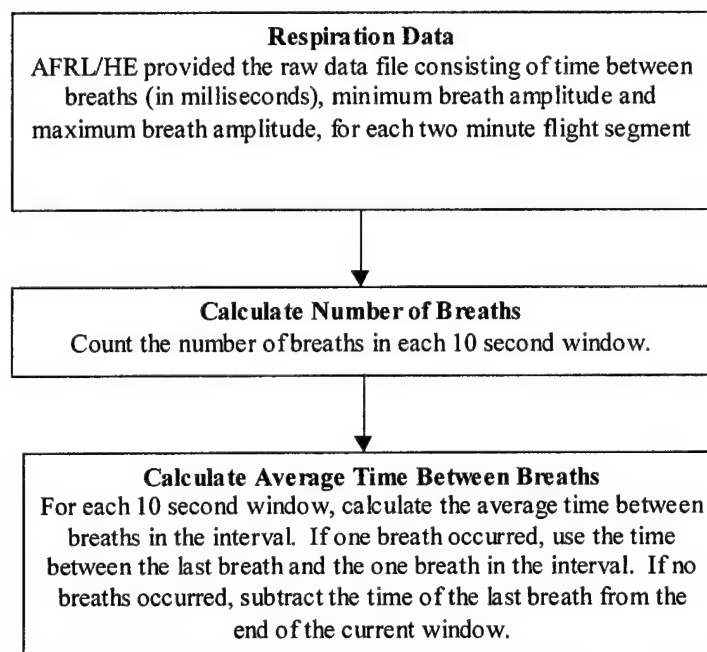 Respiration Data
AFRL/HE provided the raw data file consisting of time between
breaths (in milliseconds), minimum breath amplitude and
maximum breath amplitude, for each two minute flight segment
Calculate Number of Breaths
Count the number of breaths in each 10 second window.
Calculate Average Time Between Breaths
For each 10 second window, calculate the average time between
breaths in the interval. If one breath occurred, use the time
between the last breath and the one breath in the interval. If no
breaths occurred, subtract the time of the last breath from the
end of the current window.